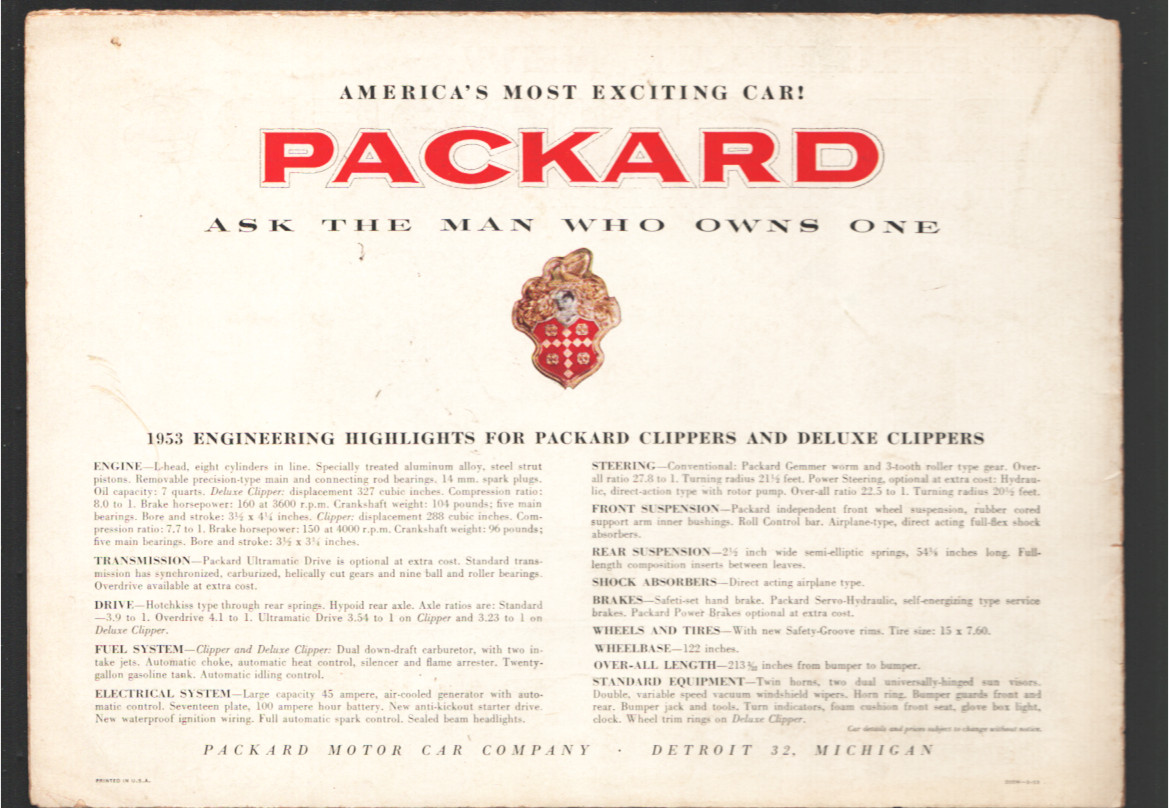 AMERICA'S MOST EXCITING CAR!
PACKARD
ASK THE MAN WHO OWNS ONE
1953 ENGINEERING HIGHLIGHTS FOR PACKARD CLIPPERS AND DELUXE CLIPPERS
ENGINE—L-head, eight cylinders in line. Specially treated aluminum alloy, steel strut
pistons. Removable precision-type main and connecting rod bearings. 14 mm. spark plugs.
Oil capacity: 7 quarts. Deluxe Clipper: displacement 327 cubic inches. Compression ratio:
8.0 to 1. Brake horsepower: 160 at 3600 r.p.m. Crankshaft weight: 104 pounds; five main
bearings. Bore and stroke: 3½ x 4¼ inches. Clipper: displacement 288 cubic inches. Com-
pression ratio: 7.7 to 1. Brake horsepower: 150 at 4000 r.p.m. Crankshaft weight: 96 pounds;
five main bearings. Bore and stroke: 3½ x 3¾ inches.
TRANSMISSION—Packard Ultramatic Drive is optional at extra cost. Standard trans-
mission has synchronized, carburized, helically cut gears and nine ball and roller bearings.
Overdrive available at extra cost.
DRIVE—Hotchkiss type through rear springs. Hypoid rear axle. Axle ratios are: Standard
—3.9 to 1. Overdrive 4.1 to 1. Ultramatic Drive 3.54 to 1 on Clipper and 3.23 to 1 on
Deluxe Clipper.
FUEL SYSTEM—Clipper and Deluxe Clipper: Dual down-draft carburetor, with two in-
take jets. Automatic choke, automatic heat control, silencer and flame arrester. Twenty-
gallon gasoline tank. Automatic idling control.
ELECTRICAL SYSTEM—Large capacity 45 ampere, air-cooled generator with auto-
matic control. Seventeen plate, 100 ampere hour battery. New anti-kickout starter drive.
New waterproof ignition wiring. Full automatic spark control. Sealed beam headlights.
STEERING—Conventional: Packard Gemmer worm and 3-tooth roller type gear. Over-
all ratio 27.8 to 1. Turning radius 21½ feet. Power Steering, optional at extra cost: Hydrau-
lic, direct-action type with rotor pump. Over-all ratio 22.5 to 1. Turning radius 20½ feet.
FRONT SUSPENSION—Packard independent front wheel suspension, rubber cored
support arm inner bushings. Roll Control bar. Airplane-type, direct acting full-flex shock
absorbers.
REAR SUSPENSION—2½ inch wide semi-elliptic springs, inches long. Full-
length composition inserts between leaves.
SHOCK ABSORBERS—Direct acting airplane type.
BRAKES—Safeti-set hand brake. Packard Servo-Hydraulic, self-energizing type service
brakes. Packard Power Brakes optional at extra cost.
WHEELS AND TIRES—With new Safety-Groove rims. Tire size: 15 x 7.60.
WHEELBASE—122 inches.
OVER-ALL LENGTH—213 inches from bumper to bumper.
STANDARD EQUIPMENT—Twin horns, two dual universally-hinged sun visors.
Double, variable speed vacuum windshield wipers. Horn ring. Bumper guards front and
rear. Bumper jack and tools. Turn indicators, foam cushion front seat, glove box light,
clock. Wheel trim rings on Deluxe Clipper.
Car details and prices subject to change without notice.
PACKARD MOTOR CAR COMPANY · DETROIT 32, MICHIGAN
PRINTED IN U.S.A.